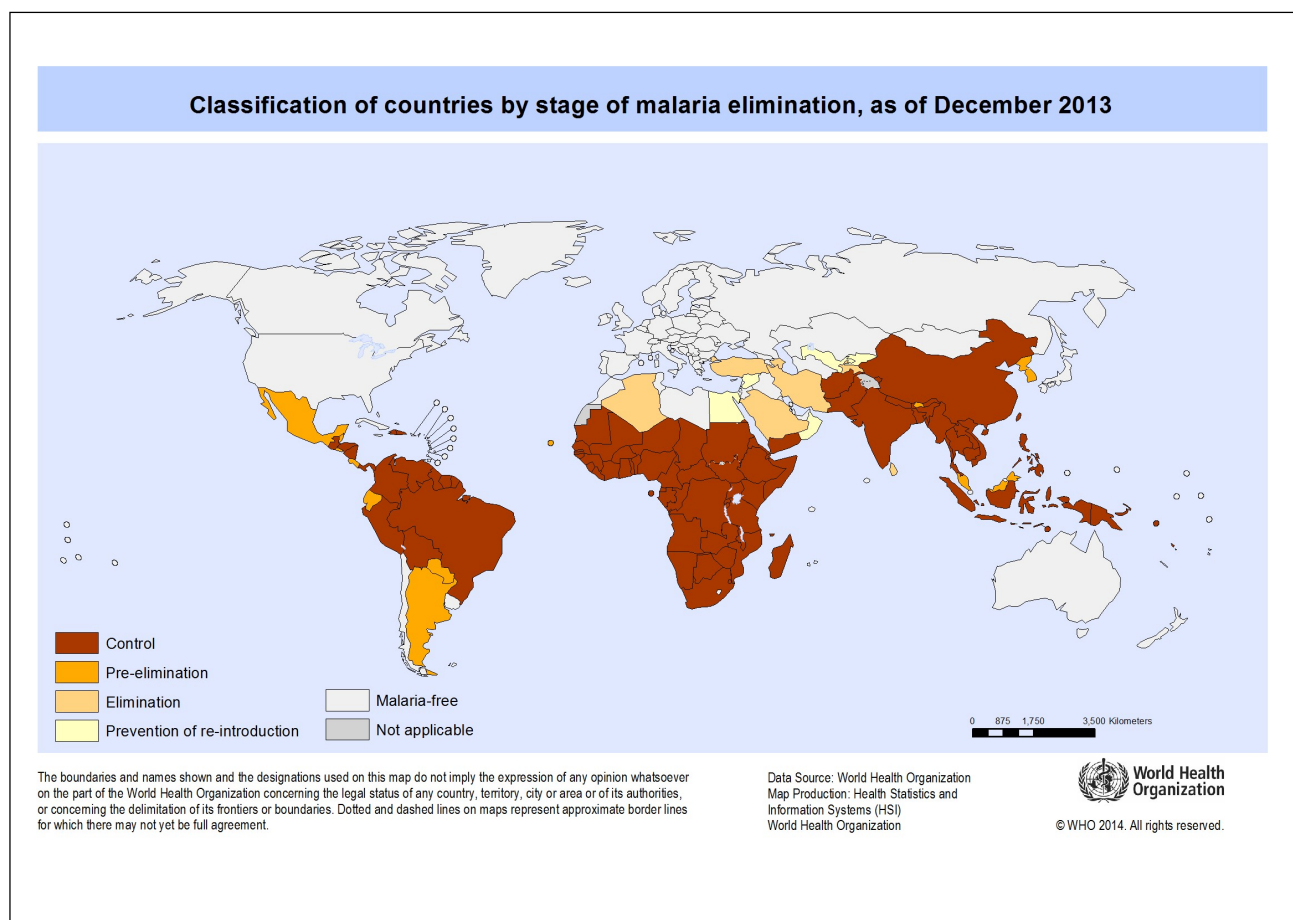 Classification of countries by stage of malaria elimination, as of December 2013
Control
Pre-elimination
Elimination
Prevention of re-introduction
Malaria-free
Not applicable
0 875 1,750 3,500 Kilometers
The boundaries and names shown and the designations used on this map do not imply the expression of any opinion whatsoever
on the part of the World Health Organization concerning the legal status of any country, territory, city or area or of its authorities,
or concerning the delimitation of its frontiers or boundaries. Dotted and dashed lines on maps represent approximate border lines
for which there may not yet be full agreement.
Data Source: World Health Organization
Map Production: Health Statistics and
Information Systems (HSI)
World Health Organization
World Health
Organization
© WHO 2014. All rights reserved.